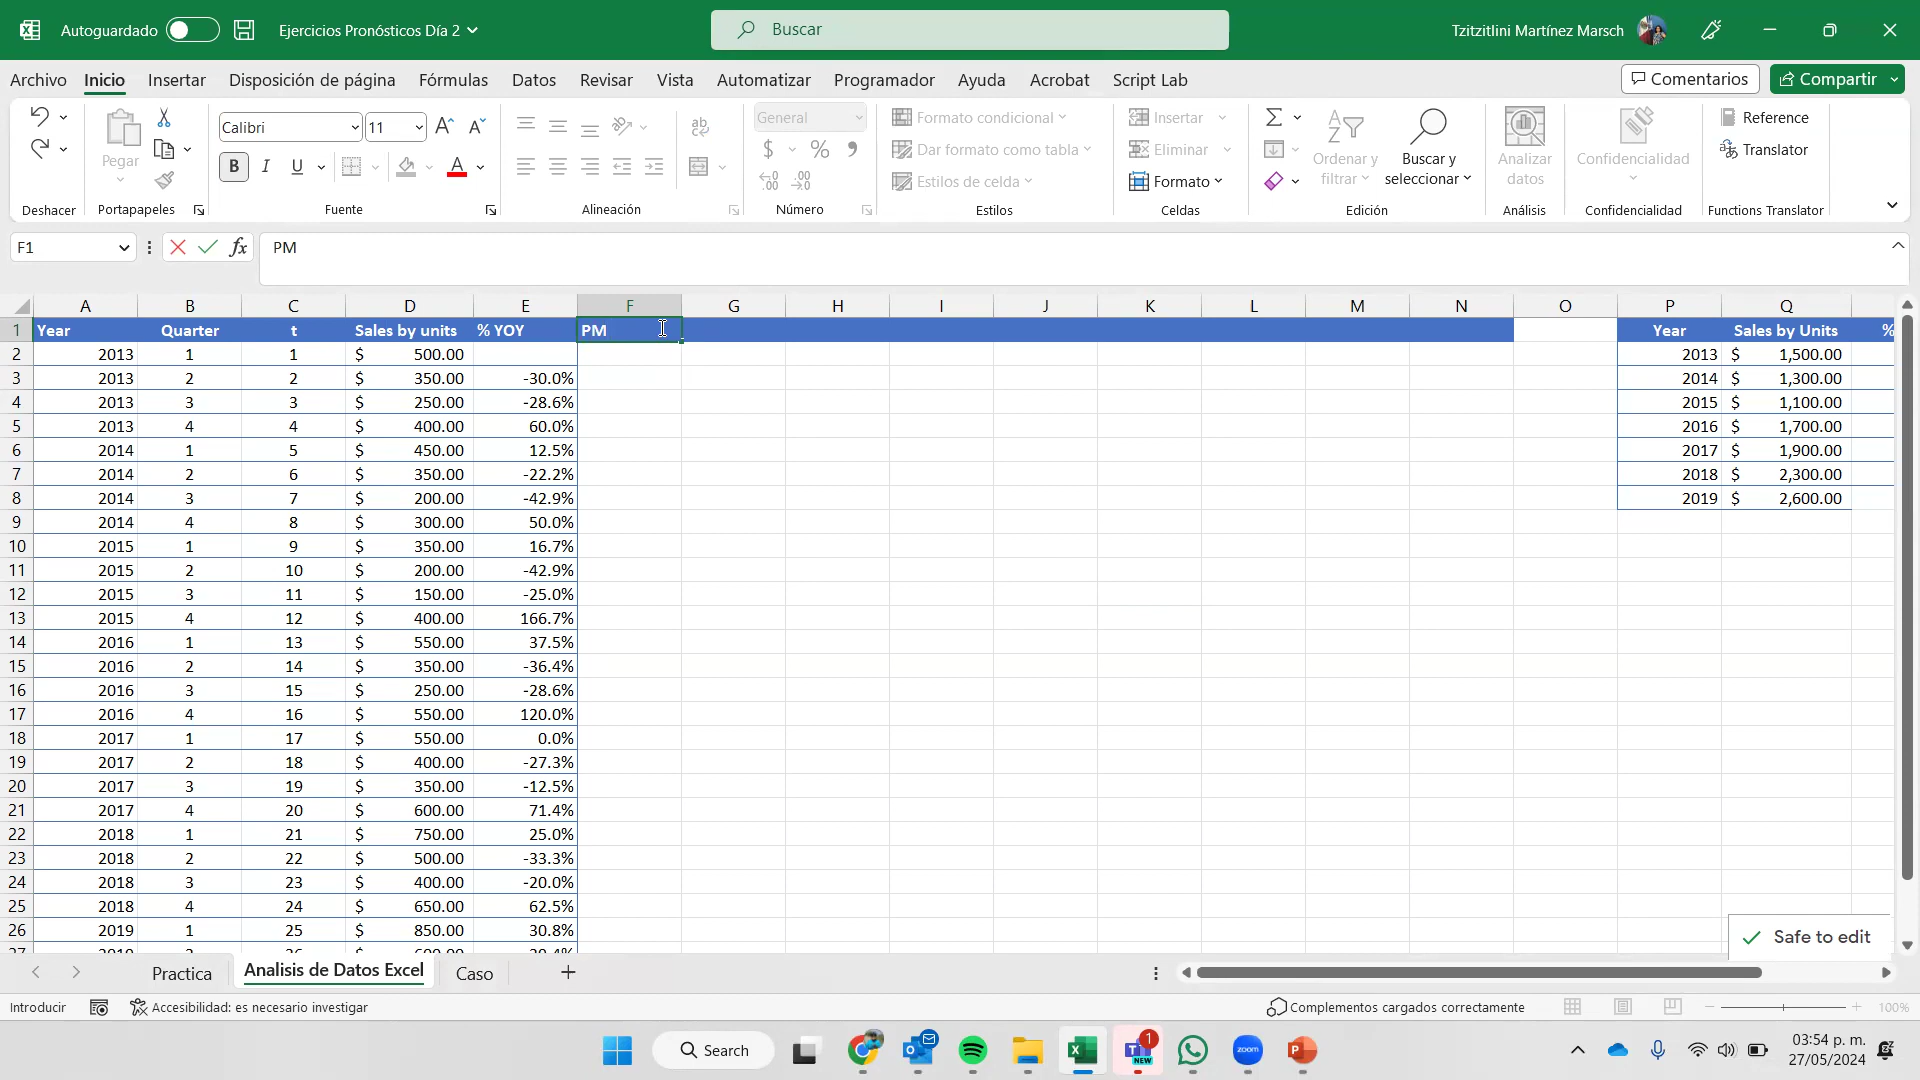 Autoguardado Ejercicios Pronósticos Día 2 Buscar Tzitzitlini Martínez Marsch
Archivo Inicio Insertar Disposición de página Fórmulas Datos Revisar Vista Automatizar Programador Ayuda Acrobat Script Lab Comentarios Compartir
Calibri 11 General Formato condicional Insertar Reference
Pegar Dar formato como tabla Eliminar Ordenar y filtrar Buscar y seleccionar Analizar datos Confidencialidad Translator
Estilos de celda Formato
Deshacer Portapapeles Fuente Alineación Número Estilos Celdas Edición Análisis Confidencialidad Functions Translator
F1 fx PM
A B C D E F G H I J K L M N O P Q
1 Year Quarter t Sales by units % YOY PM Year Sales by Units %
2 2013 1 1 $ 500.00 2013 $ 1,500.00
3 2013 2 2 $ 350.00 -30.0% 2014 $ 1,300.00
4 2013 3 3 $ 250.00 -28.6% 2015 $ 1,100.00
5 2013 4 4 $ 400.00 60.0% 2016 $ 1,700.00
6 2014 1 5 $ 450.00 12.5% 2017 $ 1,900.00
7 2014 2 6 $ 350.00 -22.2% 2018 $ 2,300.00
8 2014 3 7 $ 200.00 -42.9% 2019 $ 2,600.00
9 2014 4 8 $ 300.00 50.0%
10 2015 1 9 $ 350.00 16.7%
11 2015 2 10 $ 200.00 -42.9%
12 2015 3 11 $ 150.00 -25.0%
13 2015 4 12 $ 400.00 166.7%
14 2016 1 13 $ 550.00 37.5%
15 2016 2 14 $ 350.00 -36.4%
16 2016 3 15 $ 250.00 -28.6%
17 2016 4 16 $ 550.00 120.0%
18 2017 1 17 $ 550.00 0.0%
19 2017 2 18 $ 400.00 -27.3%
20 2017 3 19 $ 350.00 -12.5%
21 2017 4 20 $ 600.00 71.4%
22 2018 1 21 $ 750.00 25.0%
23 2018 2 22 $ 500.00 -33.3%
24 2018 3 23 $ 400.00 -20.0%
25 2018 4 24 $ 650.00 62.5%
26 2019 1 25 $ 850.00 30.8%
Safe to edit
Practica Analisis de Datos Excel Caso
Introducir Accesibilidad: es necesario investigar Complementos cargados correctamente 100%
Search 03:54 p. m.
27/05/2024